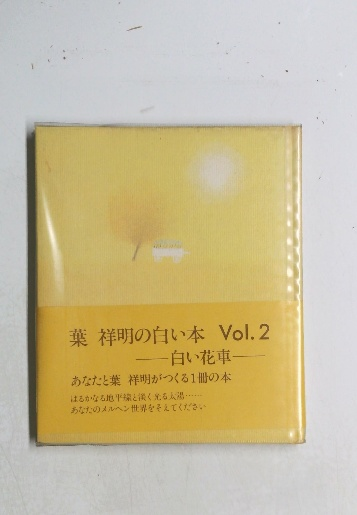 葉 祥明の白い本 Vol.2
──白い花車──
あなたと葉 祥明がつくる1冊の本
はるかなる地平線と淡く光る太陽……
あなたのメルヘン世界をそえてください